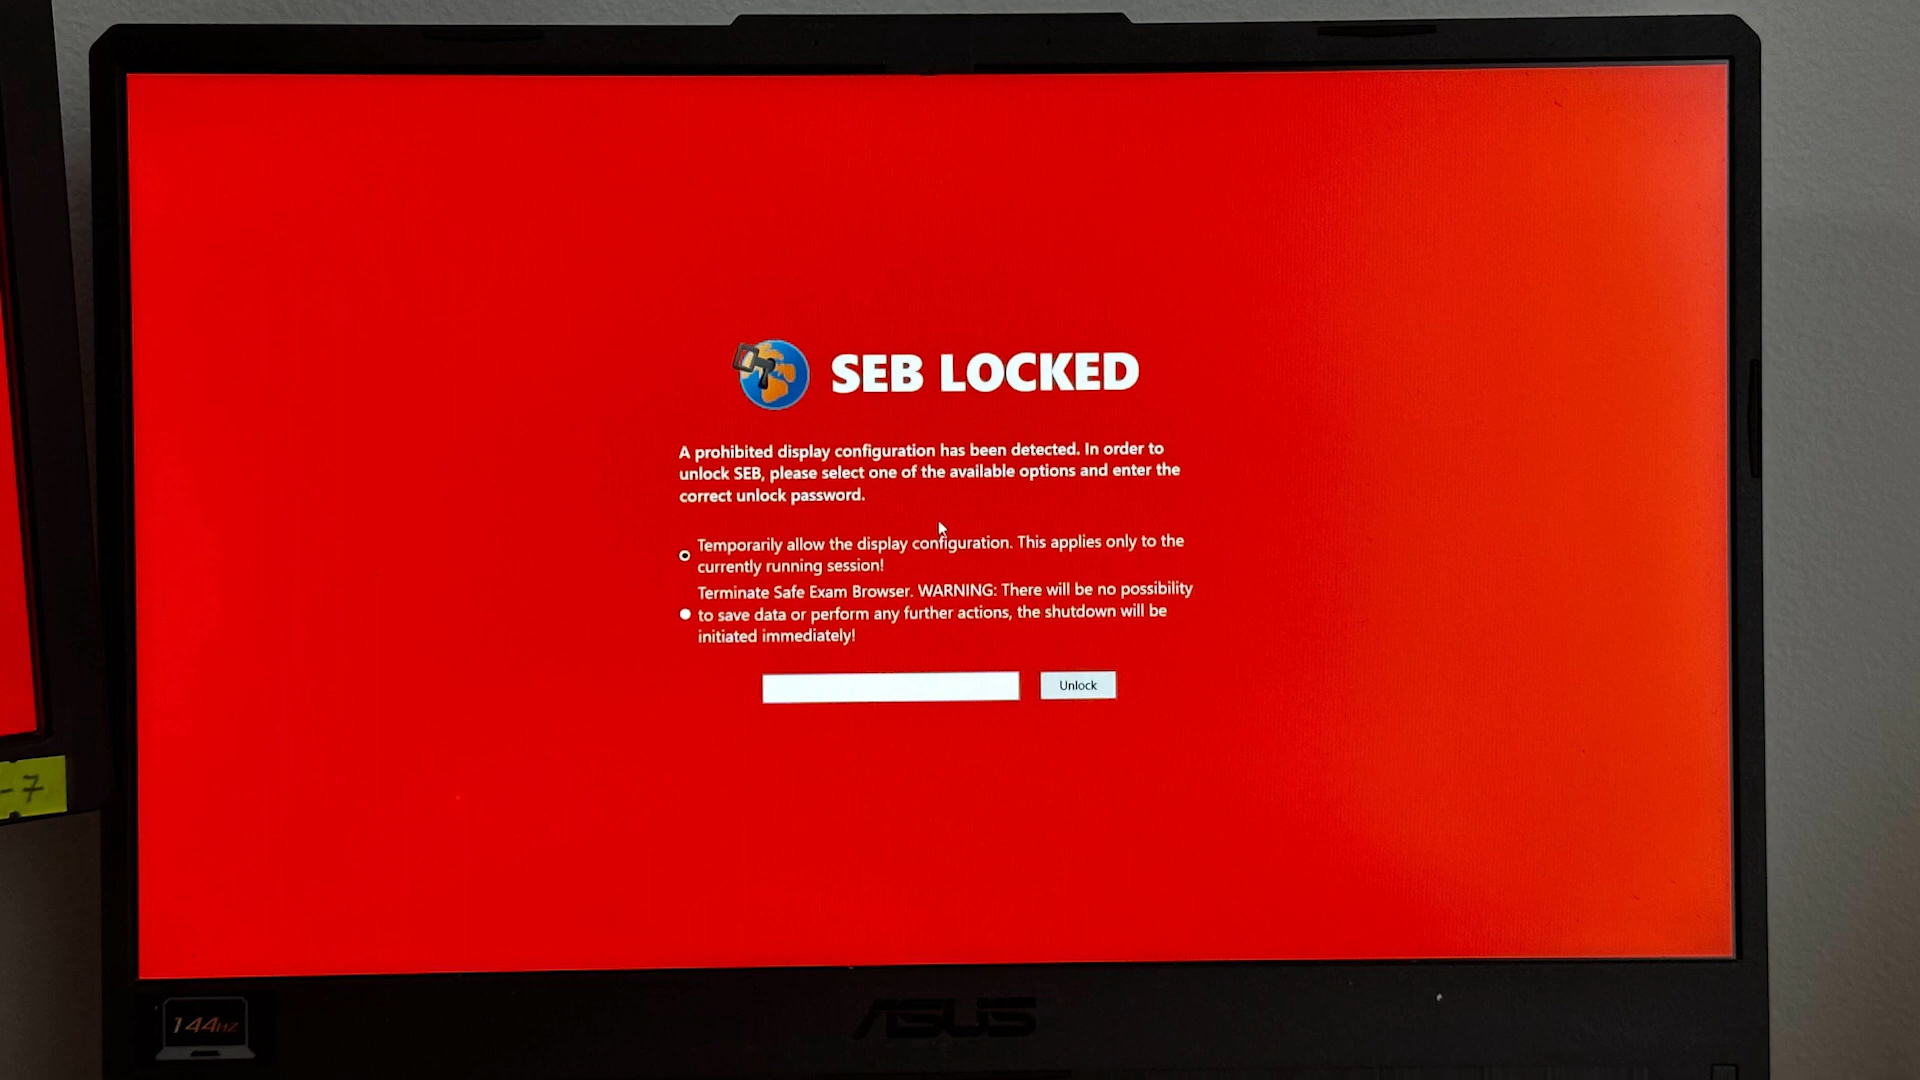 SEB LOCKED
A prohibited display configuration has been detected. In order to
unlock SEB, please select one of the available options and enter the
correct unlock password.
Temporarily allow the display configuration. This applies only to the
currently running session!
Terminate Safe Exam Browser. WARNING: There will be no possibility
to save data or perform any further actions, the shutdown will be
initiated immediately!
Unlock
-7
144Hz
ASUS